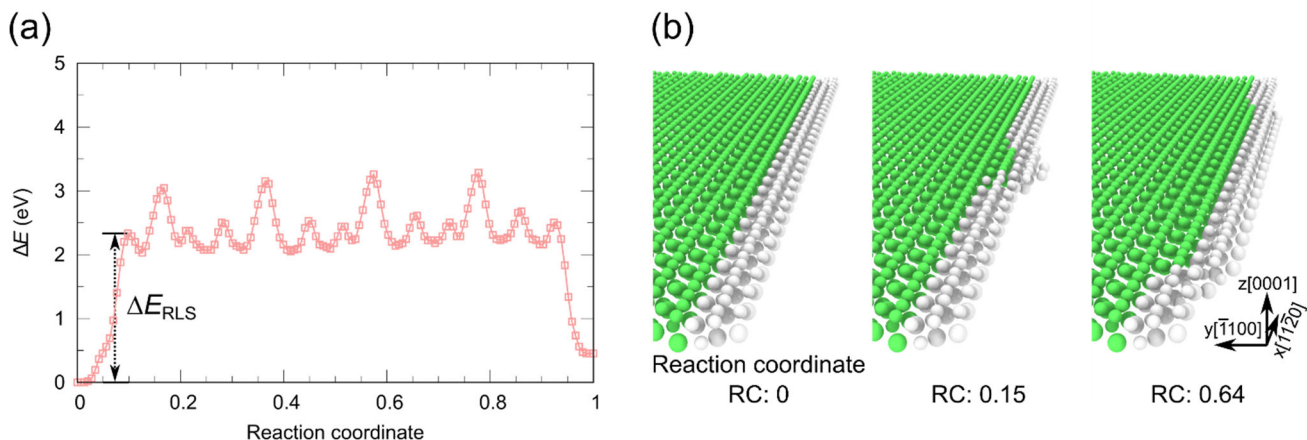 (a)
5
4
3
2
1
0
ΔE (eV)
ΔE_RLS
0 0.2 0.4 0.6 0.8 1
Reaction coordinate
(b)
z[0001]
y[1̅100]
x[112̅0]
Reaction coordinate
RC: 0 RC: 0.15 RC: 0.64